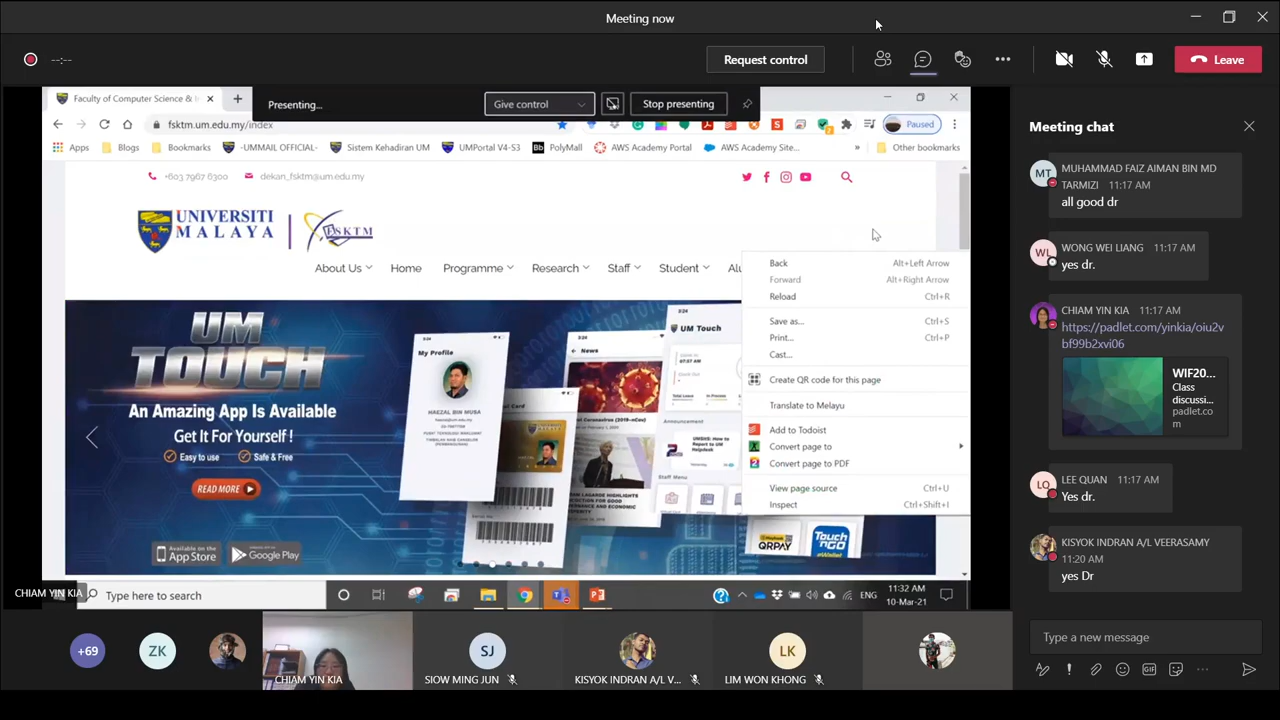 Meeting now
--:--
Request control
Leave
Faculty of Computer Science &
Presenting...
Give control
Stop presenting
fsktm.um.edu.my/index
Paused
Apps
Blogs
Bookmarks
-UMMAIL OFFICIAL-
Sistem Kehadiran UM
UMPortal V4-S3
Bb PolyMall
AWS Academy Portal
AWS Academy Site...
Other bookmarks
+603 7967 6300
dekan_fsktm@um.edu.my
UNIVERSITI
MALAYA
FSKTM
About Us
Home
Programme
Research
Staff
Student
Back Alt+Left Arrow
Forward Alt+Right Arrow
Reload Ctrl+R
Save as... Ctrl+S
Print... Ctrl+P
Cast...
Create QR code for this page
Translate to Melayu
Add to Todoist
Convert page to
Convert page to PDF
View page source Ctrl+U
Inspect Ctrl+Shift+I
UM
TOUCH
An Amazing App Is Available
Get It For Yourself !
Easy to use
Safe & Free
READ MORE
Available on the
App Store
Google Play
My Profile
News
UM Touch
Announcement
Staff Menu
QRPAY
Touch
CHIAM YIN KIA
Type here to search
ENG
11:32 AM
10-Mar-21
+69
ZK
CHIAM YIN KIA
SJ
SIOW MING JUN
KISYOK INDRAN A/L V...
LK
LIM WON KHONG
Meeting chat
MT
MUHAMMAD FAIZ AIMAN BIN MD
TARMIZI 11:17 AM
all good dr
WL
WONG WEI LIANG 11:17 AM
yes dr.
CHIAM YIN KIA 11:17 AM
https://padlet.com/yinkia/oiu2v
bf99b2xvi06
WIF20...
Class
discussi...
padlet.co
m
LQ
LEE QUAN 11:17 AM
Yes dr.
KISYOK INDRAN A/L VEERASAMY
11:20 AM
yes Dr
Type a new message
GIF